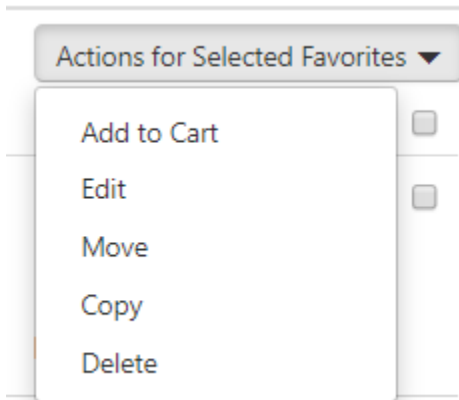 Actions for Selected Favorites
Add to Cart
Edit
Move
Copy
Delete